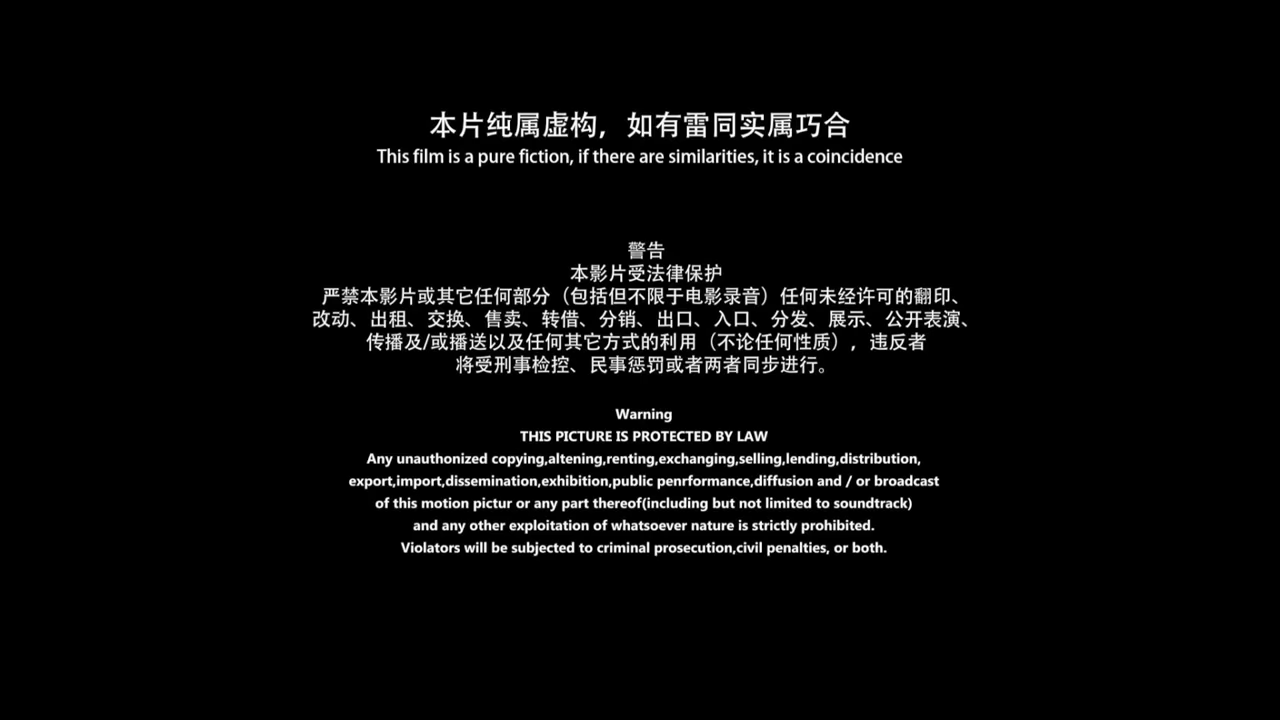 本片纯属虚构，如有雷同实属巧合
This film is a pure fiction, if there are similarities, it is a coincidence
警告
本影片受法律保护
严禁本影片或其它任何部分（包括但不限于电影录音）任何未经许可的翻印、
改动、出租、交换、售卖、转借、分销、出口、入口、分发、展示、公开表演、
传播及/或播送以及任何其它方式的利用（不论任何性质），违反者
将受刑事检控、民事惩罚或者两者同步进行。
Warning
THIS PICTURE IS PROTECTED BY LAW
Any unauthonized copying,altening,renting,exchanging,selling,lending,distribution,
export,import,dissemination,exhibition,public penrformance,diffusion and / or broadcast
of this motion pictur or any part thereof(including but not limited to soundtrack)
and any other exploitation of whatsoever nature is strictly prohibited.
Violators will be subjected to criminal prosecution,civil penalties, or both.